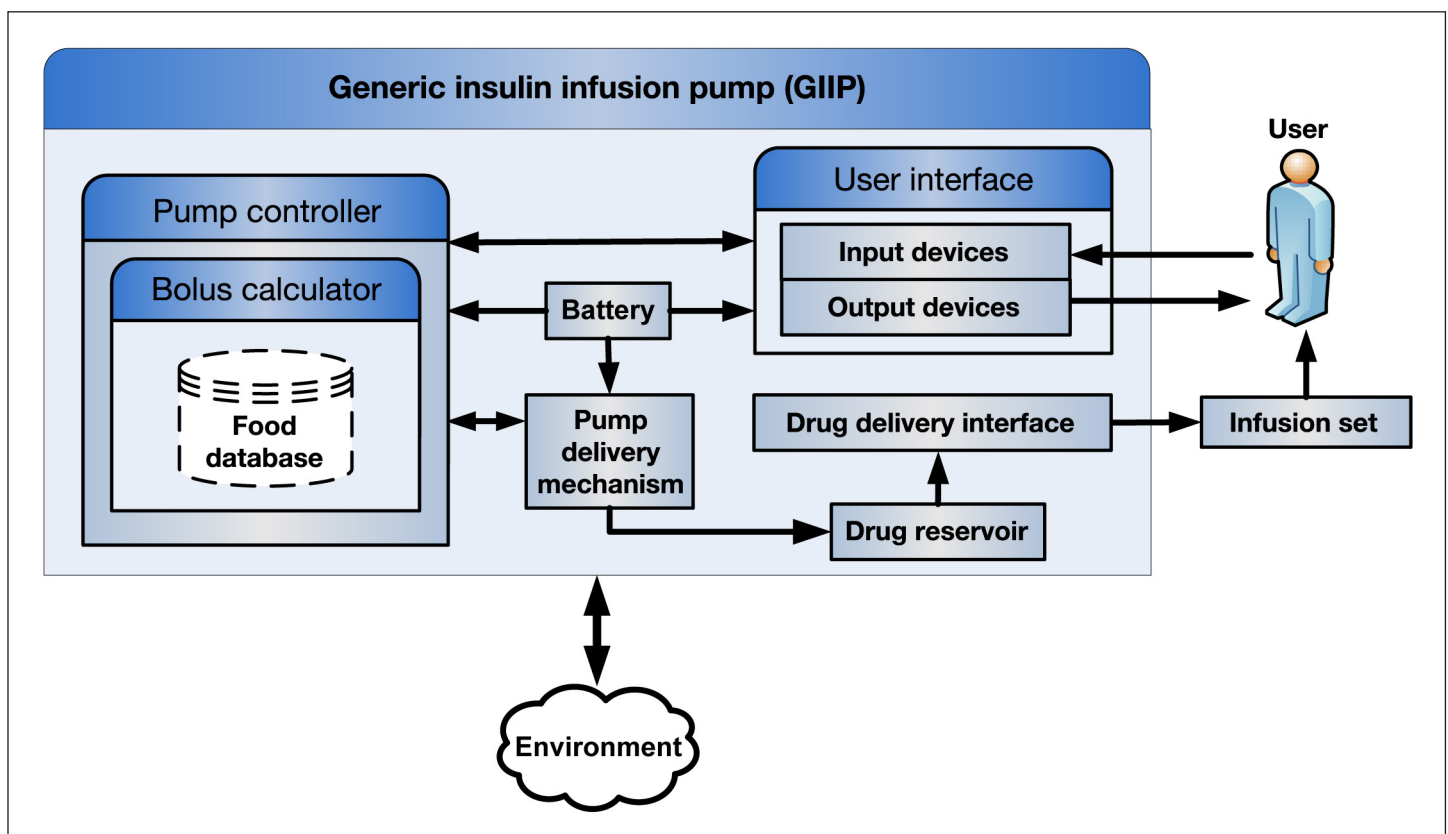 Generic insulin infusion pump (GIIP)
User
Pump controller
User interface
Bolus calculator
Input devices
Output devices
Battery
Food
database
Pump
delivery
mechanism
Drug delivery interface
Infusion set
Drug reservoir
Environment